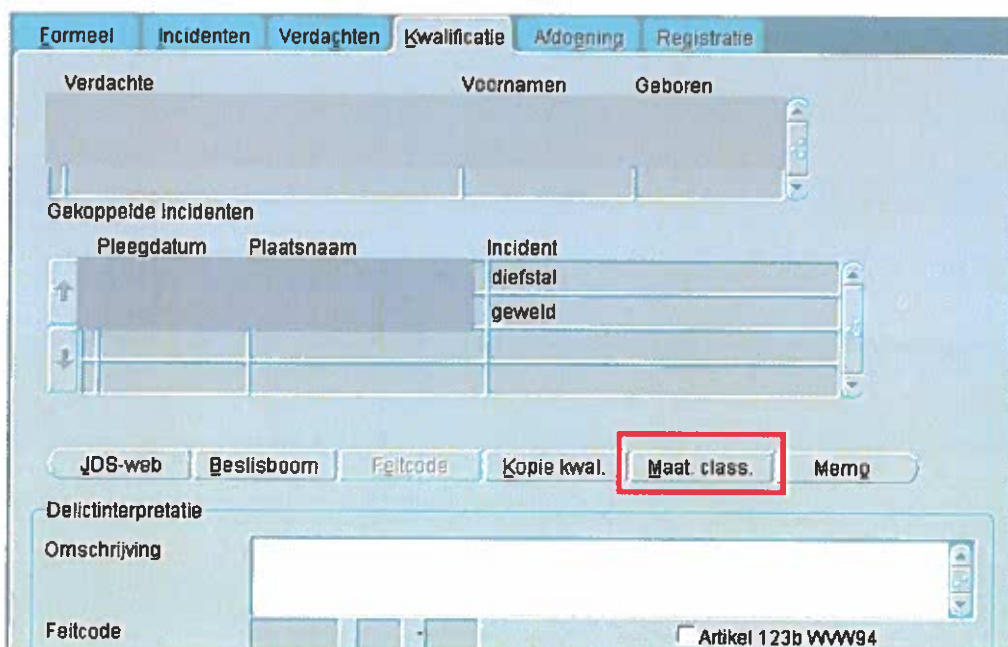 Formeel Incidenten Verdachten Kwalificatie Afdoening Registratie
Verdachte Voornamen Geboren
Gekoppelde Incidenten
Pleegdatum Plaatsnaam Incident
diefstal
geweld
JDS-web Beslisboom Feitcode Kopie kwal. Maat. class. Memo
Delictinterpretatie
Omschrijving
Feitcode - Artikel 123b WVW94